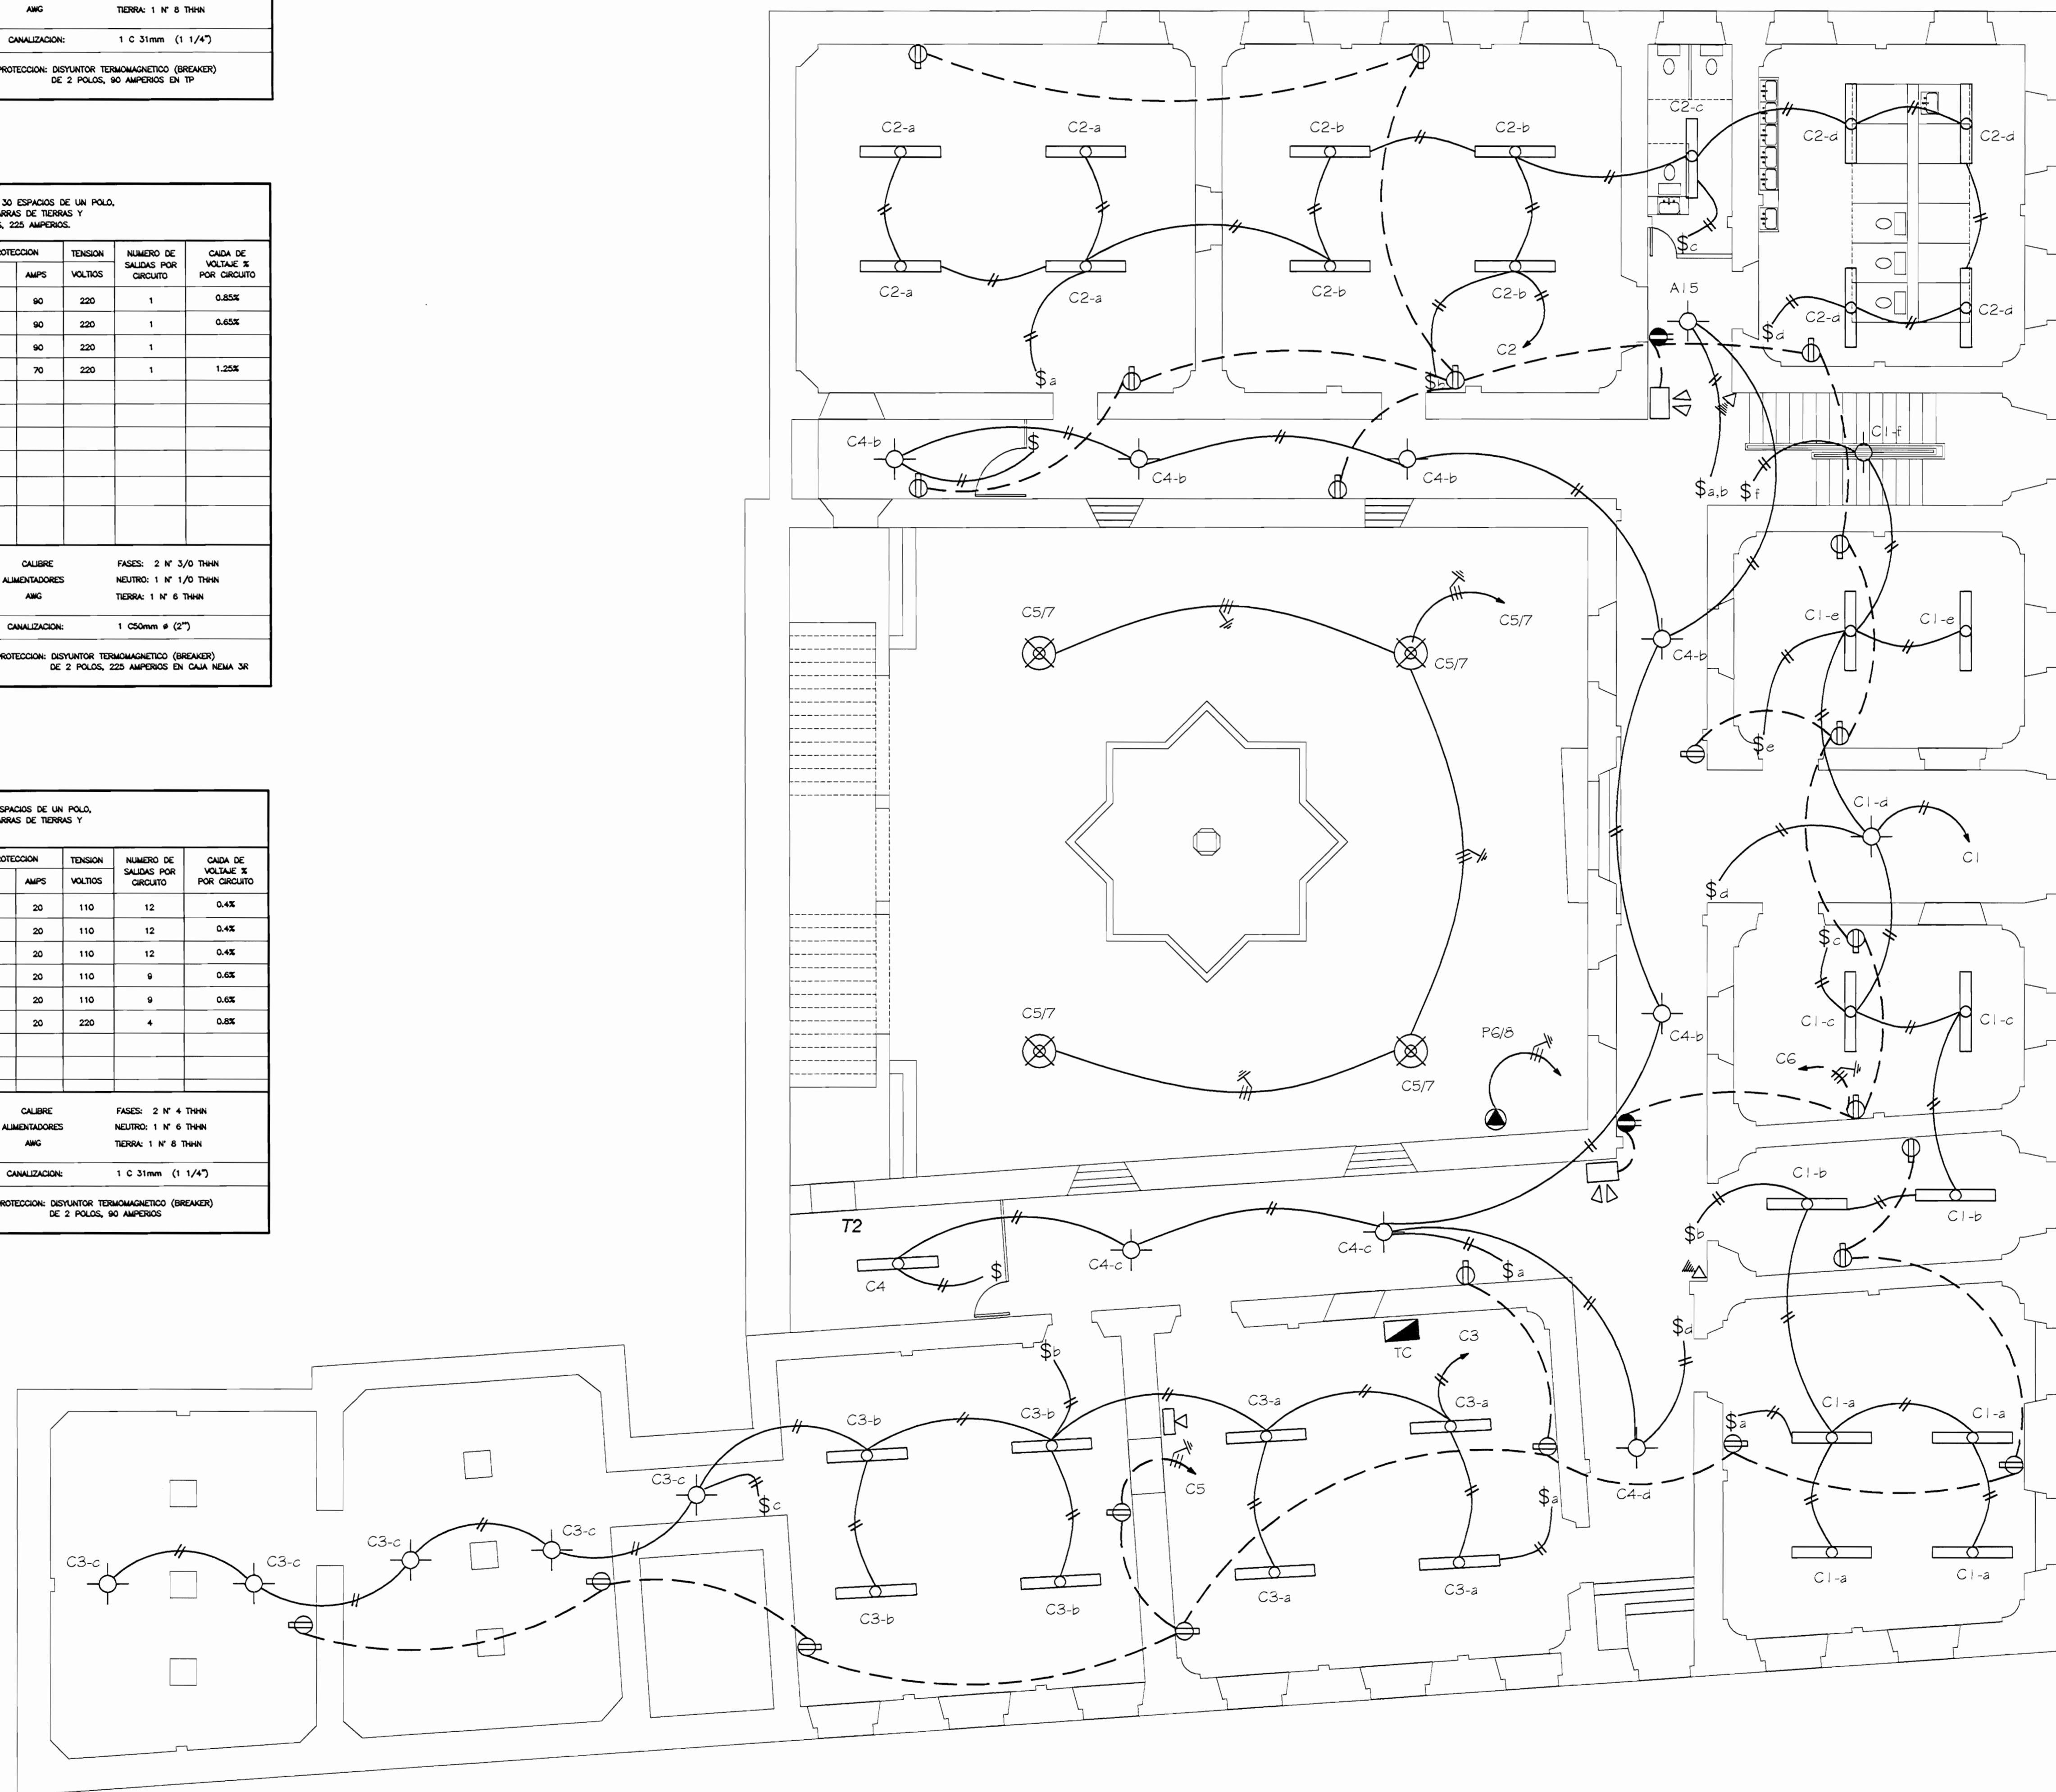 AWG TIERRA: 1 N° 8 THHN
CANALIZACION: 1 C 31mm (1 1/4")
PROTECCION: DISYUNTOR TERMOMAGNETICO (BREAKER)
DE 2 POLOS, 90 AMPERIOS EN TP
30 ESPACIOS DE UN POLO,
ARRAS DE TIERRAS Y
, 225 AMPERIOS.
OTECCION TENSION NUMERO DE SALIDAS POR CIRCUITO CAIDA DE VOLTAJE % POR CIRCUITO
AMPS VOLTIOS
90 220 1 0.85%
90 220 1 0.65%
90 220 1
70 220 1 1.25%
CALIBRE FASES: 2 N° 3/0 THHN
ALIMENTADORES NEUTRO: 1 N° 1/0 THHN
AWG TIERRA: 1 N° 6 THHN
CANALIZACION: 1 C50mm ø (2")
PROTECCION: DISYUNTOR TERMOMAGNETICO (BREAKER)
DE 2 POLOS, 225 AMPERIOS EN CAJA NEMA 3R
SPACIOS DE UN POLO,
ARRAS DE TIERRAS Y
OTECCION TENSION NUMERO DE SALIDAS POR CIRCUITO CAIDA DE VOLTAJE % POR CIRCUITO
AMPS VOLTIOS
20 110 12 0.4%
20 110 12 0.4%
20 110 12 0.4%
20 110 9 0.6%
20 110 9 0.6%
20 220 4 0.8%
CALIBRE FASES: 2 N° 4 THHN
ALIMENTADORES NEUTRO: 1 N° 6 THHN
AWG TIERRA: 1 N° 8 THHN
CANALIZACION: 1 C 31mm (1 1/4")
PROTECCION: DISYUNTOR TERMOMAGNETICO (BREAKER)
DE 2 POLOS, 90 AMPERIOS
C2-c
C2-a C2-a C2-b C2-b C2-d C2-d
$c
C2-a C2-a C2-b C2-b A15
C2-d C2-d
$d
C2
$a
C4-b $ C4-b C4-b C1-f
$a,b $f
C5/7 C5/7 C5/7
C1-e C1-e
C4-b
$e
C1-d
C1
$d
$c
C5/7 C5/7
P6/8
C4-b C1-c C1-c
C6
C1-b C1-b
$b
T2
C4 $ C4-c C4-c $a
$d
TC C3
$b
C3-b C3-b C3-a C3-a $a C1-a C1-a
C3-c $c C5 $a C4-d
C3-c C3-c C3-c C3-c
C3-b C3-b C3-a C3-a C1-a C1-a